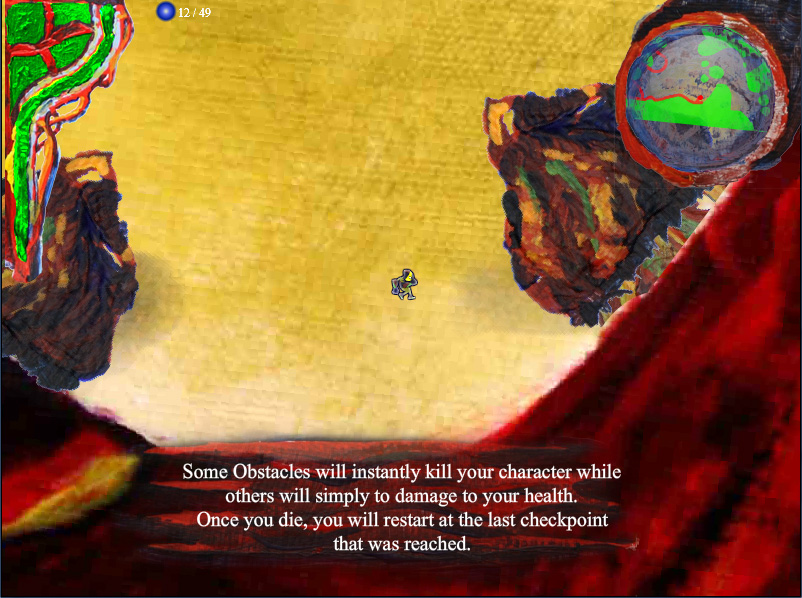 12 / 49
Some Obstacles will instantly kill your character while
others will simply to damage to your health.
Once you die, you will restart at the last checkpoint
that was reached.